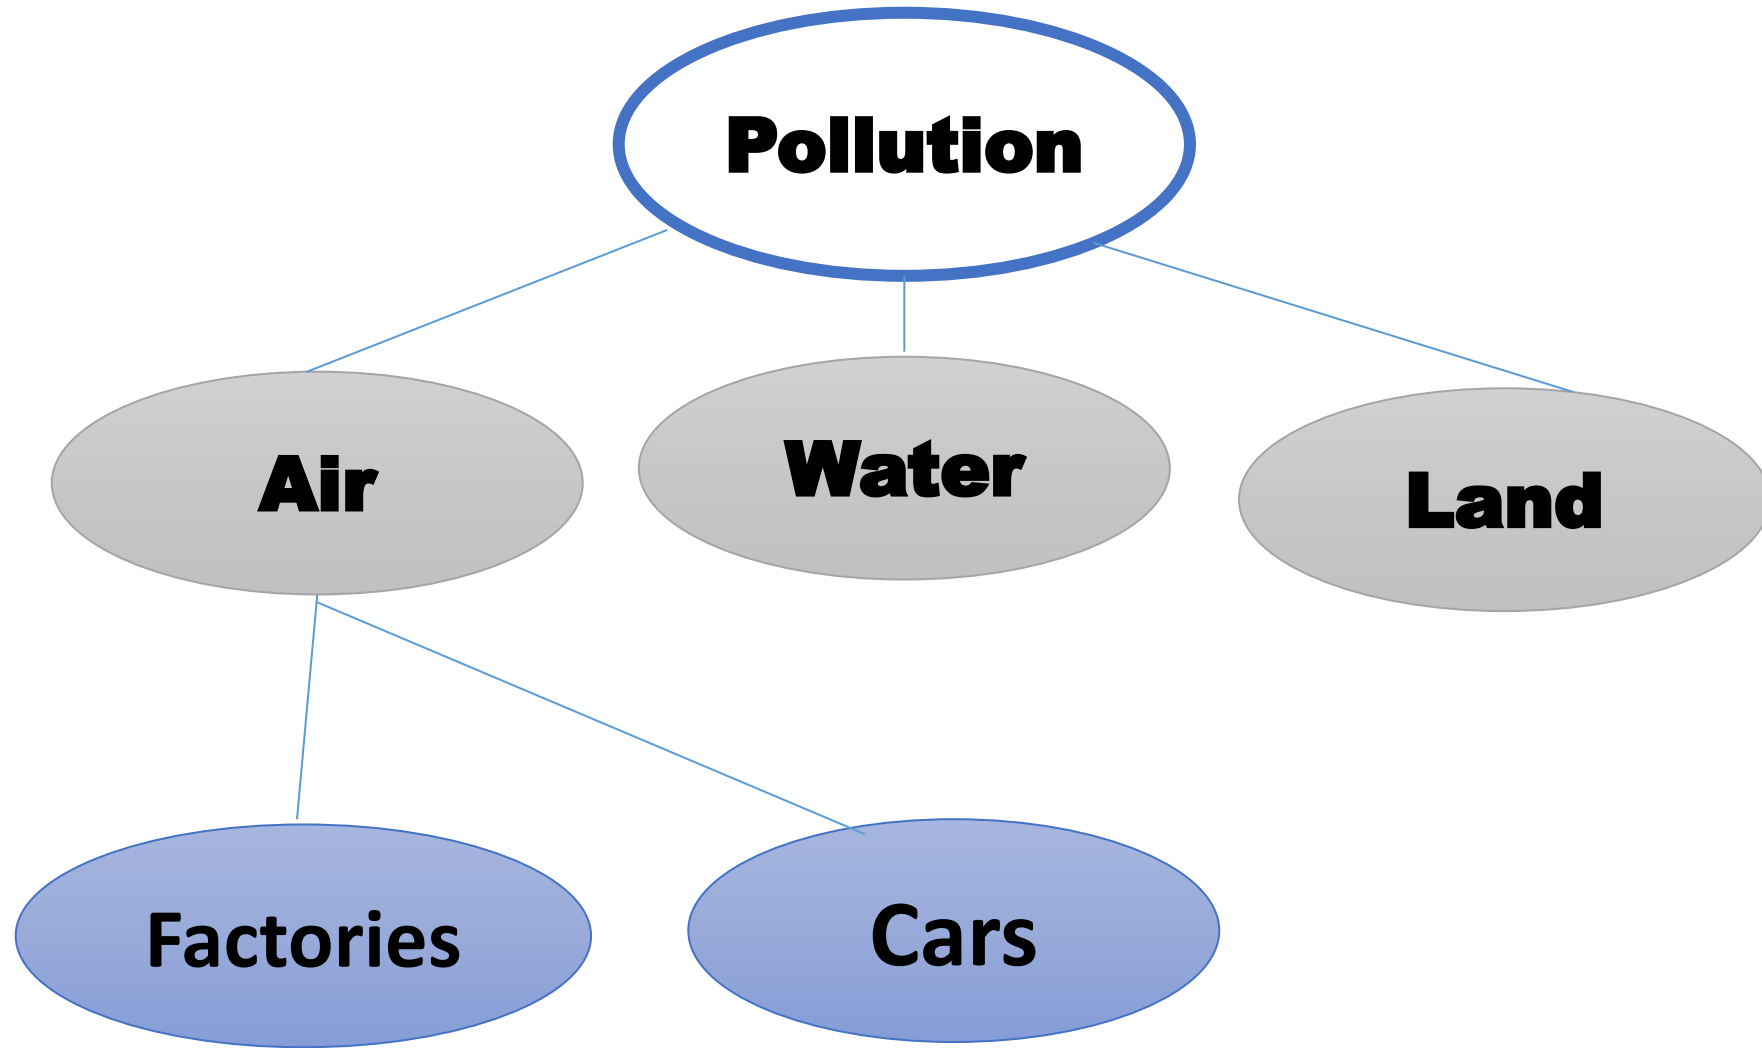 Pollution
Air
Water
Land
Factories
Cars